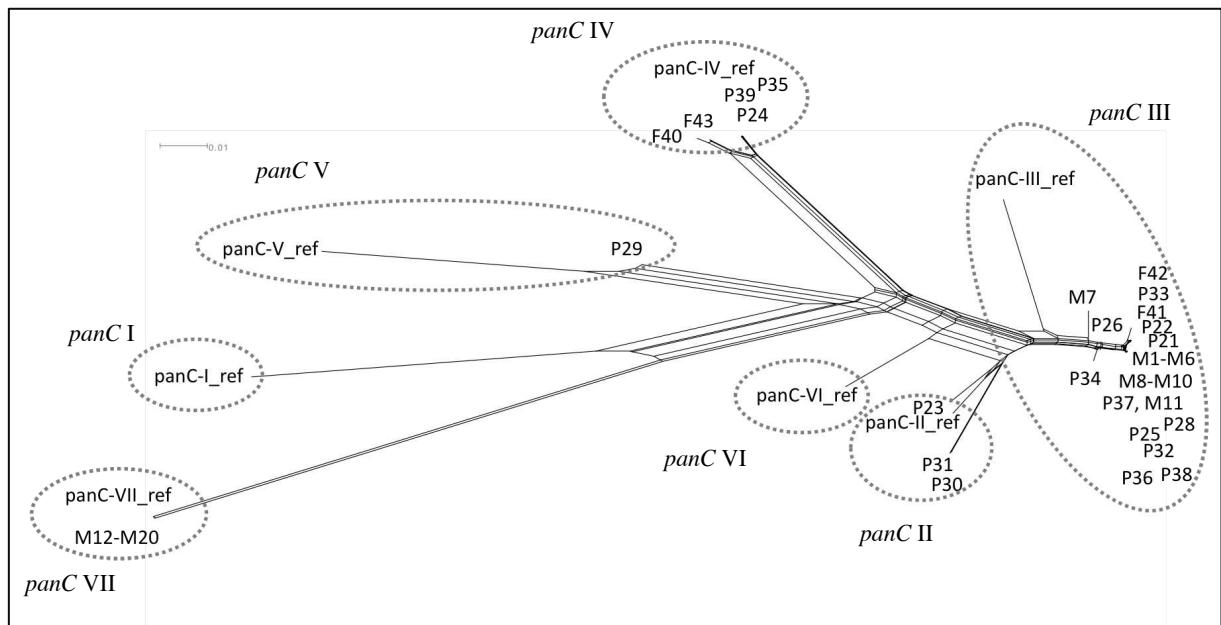 panC IV
panC-IV_ref
P35
P39
P24
F43
F40
panC III
0.01
panC V
panC-III_ref
panC-V_ref
P29
F42
P33
M7
F41
P26
P22
P21
panC I
M1-M6
P34
panC-I_ref
M8-M10
panC-VI_ref
P37, M11
P23
panC-II_ref
P28
P25
P32
panC VI
P31
P30
P36
P38
panC-VII_ref
M12-M20
panC II
panC VII